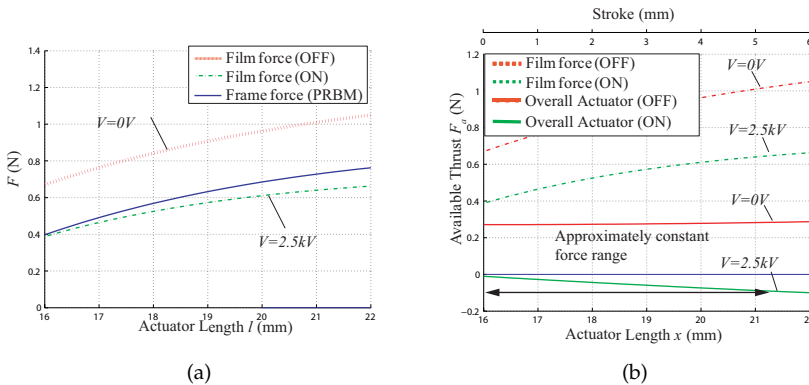 1.4
1.2
1
0.8
0.6
0.4
0.2
0
F (N)
Film force (OFF)
Film force (ON)
Frame force (PRBM)
V=0V
V=2.5kV
16 17 18 19 20 21 22
Actuator Length l (mm)
(a)
Stroke (mm)
0 1 2 3 4 5 6
1.4
1.2
1
0.8
0.6
0.4
0.2
0
−0.2
Available Thrust Fa (N)
Film force (OFF)
Film force (ON)
Overall Actuator (OFF)
Overall Actuator (ON)
V=0V
V=2.5kV
V=0V
Approximately constant
force range
V=2.5kV
16 17 18 19 20 21
Actuator Length x (mm)
(b)